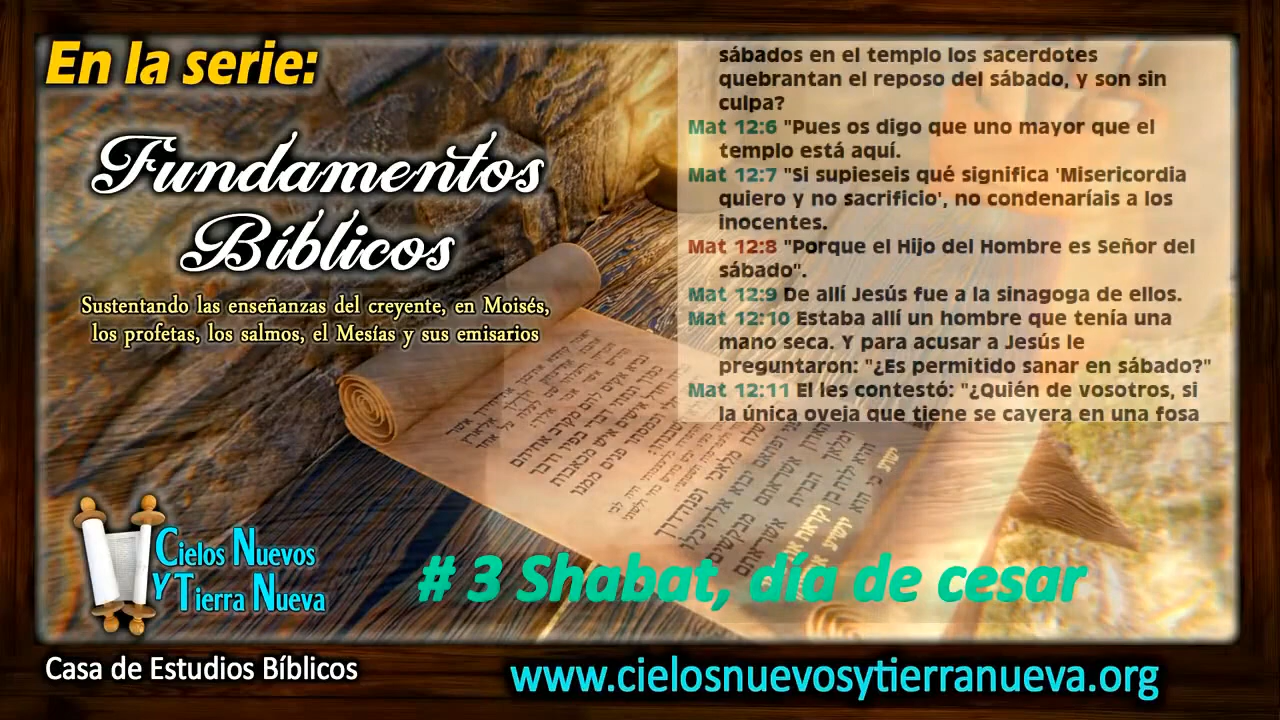 En la serie:
Fundamentos
Bíblicos
Sustentando las enseñanzas del creyente, en Moisés,
los profetas, los salmos, el Mesías y sus emisarios
sábados en el templo los sacerdotes
quebrantan el reposo del sábado, y son sin
culpa?
Mat 12:6 "Pues os digo que uno mayor que el
templo está aquí.
Mat 12:7 "Si supieseis qué significa 'Misericordia
quiero y no sacrificio', no condenaríais a los
inocentes.
Mat 12:8 "Porque el Hijo del Hombre es Señor del
sábado".
Mat 12:9 De allí Jesús fue a la sinagoga de ellos.
Mat 12:10 Estaba allí un hombre que tenía una
mano seca. Y para acusar a Jesús le
preguntaron: "¿Es permitido sanar en sábado?"
Mat 12:11 El les contestó: "¿Quién de vosotros, si
la única oveja que tiene se cayera en una fosa
Cielos Nuevos
Y Tierra Nueva
# 3 Shabat, día de cesar
Casa de Estudios Bíblicos
www.cielosnuevosytierranueva.org